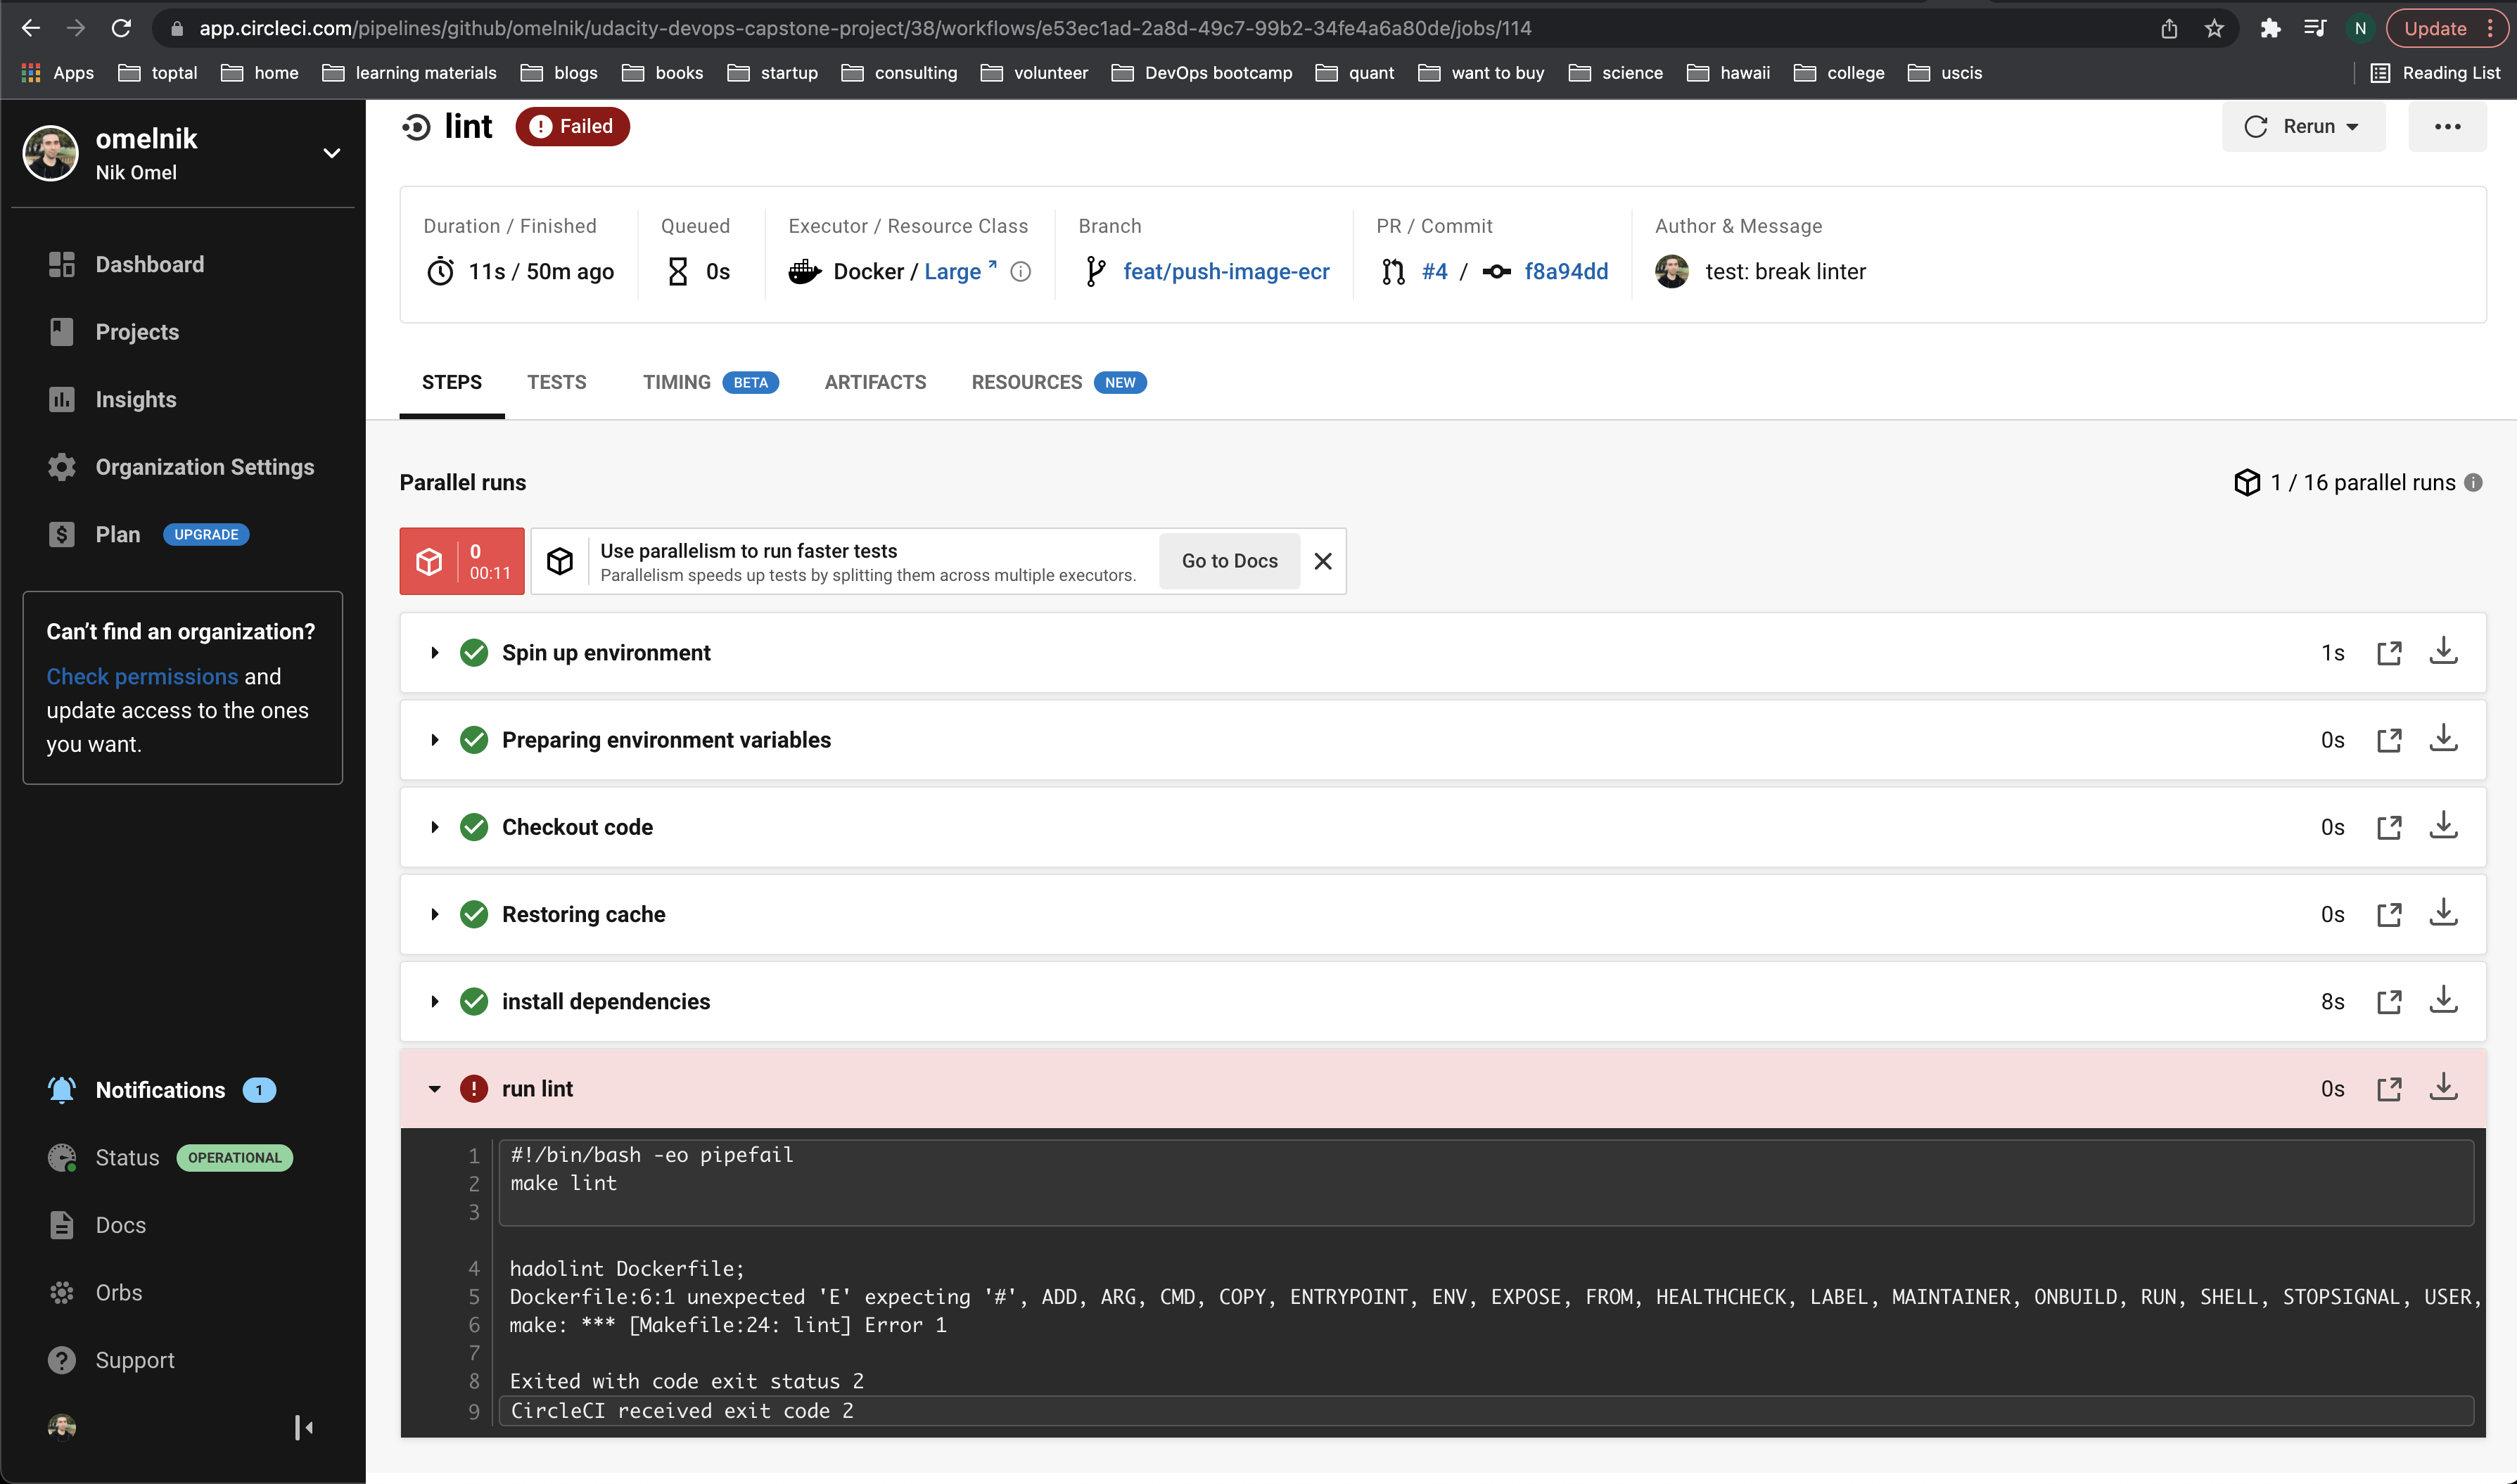 app.circleci.com/pipelines/github/omelnik/udacity-devops-capstone-project/38/workflows/e53ec1ad-2a8d-49c7-99b2-34fe4a6a80de/jobs/114
N
Update
Apps toptal home learning materials blogs books startup consulting volunteer DevOps bootcamp quant want to buy science hawaii college uscis Reading List
omelnik
Nik Omel
Dashboard
Projects
Insights
Organization Settings
Plan UPGRADE
Can’t find an organization?
Check permissions and
update access to the ones
you want.
Notifications 1
Status OPERATIONAL
Docs
Orbs
Support
lint Failed
Rerun
Duration / Finished
11s / 50m ago
Queued
0s
Executor / Resource Class
Docker / Large
Branch
feat/push-image-ecr
PR / Commit
#4 / f8a94dd
Author & Message
test: break linter
STEPS TESTS TIMING BETA ARTIFACTS RESOURCES NEW
Parallel runs
1 / 16 parallel runs
0
00:11
Use parallelism to run faster tests
Parallelism speeds up tests by splitting them across multiple executors.
Go to Docs
Spin up environment 1s
Preparing environment variables 0s
Checkout code 0s
Restoring cache 0s
install dependencies 8s
run lint 0s
1 #!/bin/bash -eo pipefail
2 make lint
3
4 hadolint Dockerfile;
5 Dockerfile:6:1 unexpected 'E' expecting '#', ADD, ARG, CMD, COPY, ENTRYPOINT, ENV, EXPOSE, FROM, HEALTHCHECK, LABEL, MAINTAINER, ONBUILD, RUN, SHELL, STOPSIGNAL, USER,
6 make: *** [Makefile:24: lint] Error 1
7
8 Exited with code exit status 2
9 CircleCI received exit code 2